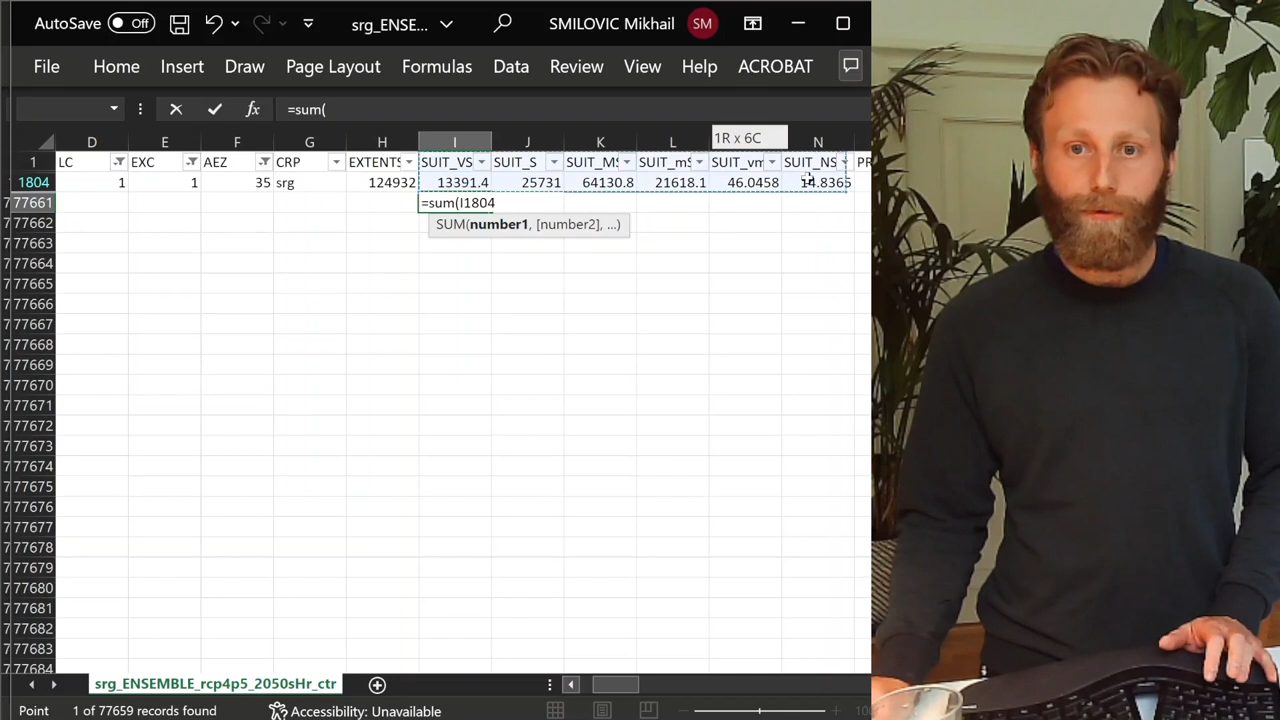 AutoSave Off srg_ENSE... SMILOVIC Mikhail SM
File Home Insert Draw Page Layout Formulas Data Review View Help ACROBAT
fx =sum(
1R x 6C
D E F G H I J K L N
1 LC EXC AEZ CRP EXTENTS SUIT_VS SUIT_S SUIT_MS SUIT_mS SUIT_vm SUIT_NS PR
1804 1 1 35 srg 124932 13391.4 25731 64130.8 21618.1 46.0458 14.8365
77661 =sum(I1804
77662 SUM(number1, [number2], ...)
77663
77664
77665
77666
77667
77668
77669
77670
77671
77672
77673
77674
77675
77676
77677
77678
77679
77680
77681
77682
77683
77684
srg_ENSEMBLE_rcp4p5_2050sHr_ctr
Point 1 of 77659 records found Accessibility: Unavailable